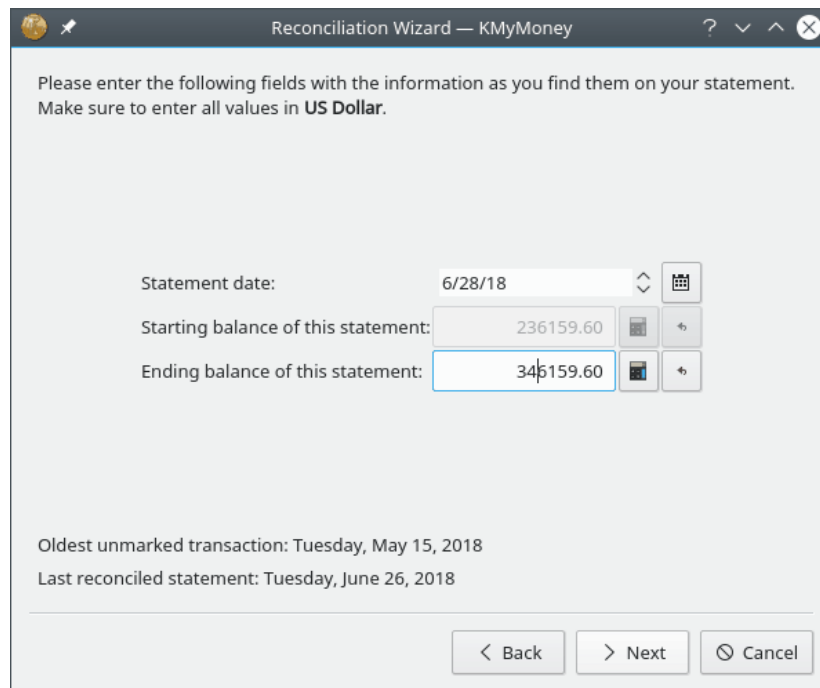 Reconciliation Wizard — KMyMoney
Please enter the following fields with the information as you find them on your statement.
Make sure to enter all values in US Dollar.
Statement date: 6/28/18
Starting balance of this statement: 236159.60
Ending balance of this statement: 346159.60
Oldest unmarked transaction: Tuesday, May 15, 2018
Last reconciled statement: Tuesday, June 26, 2018
Back Next Cancel